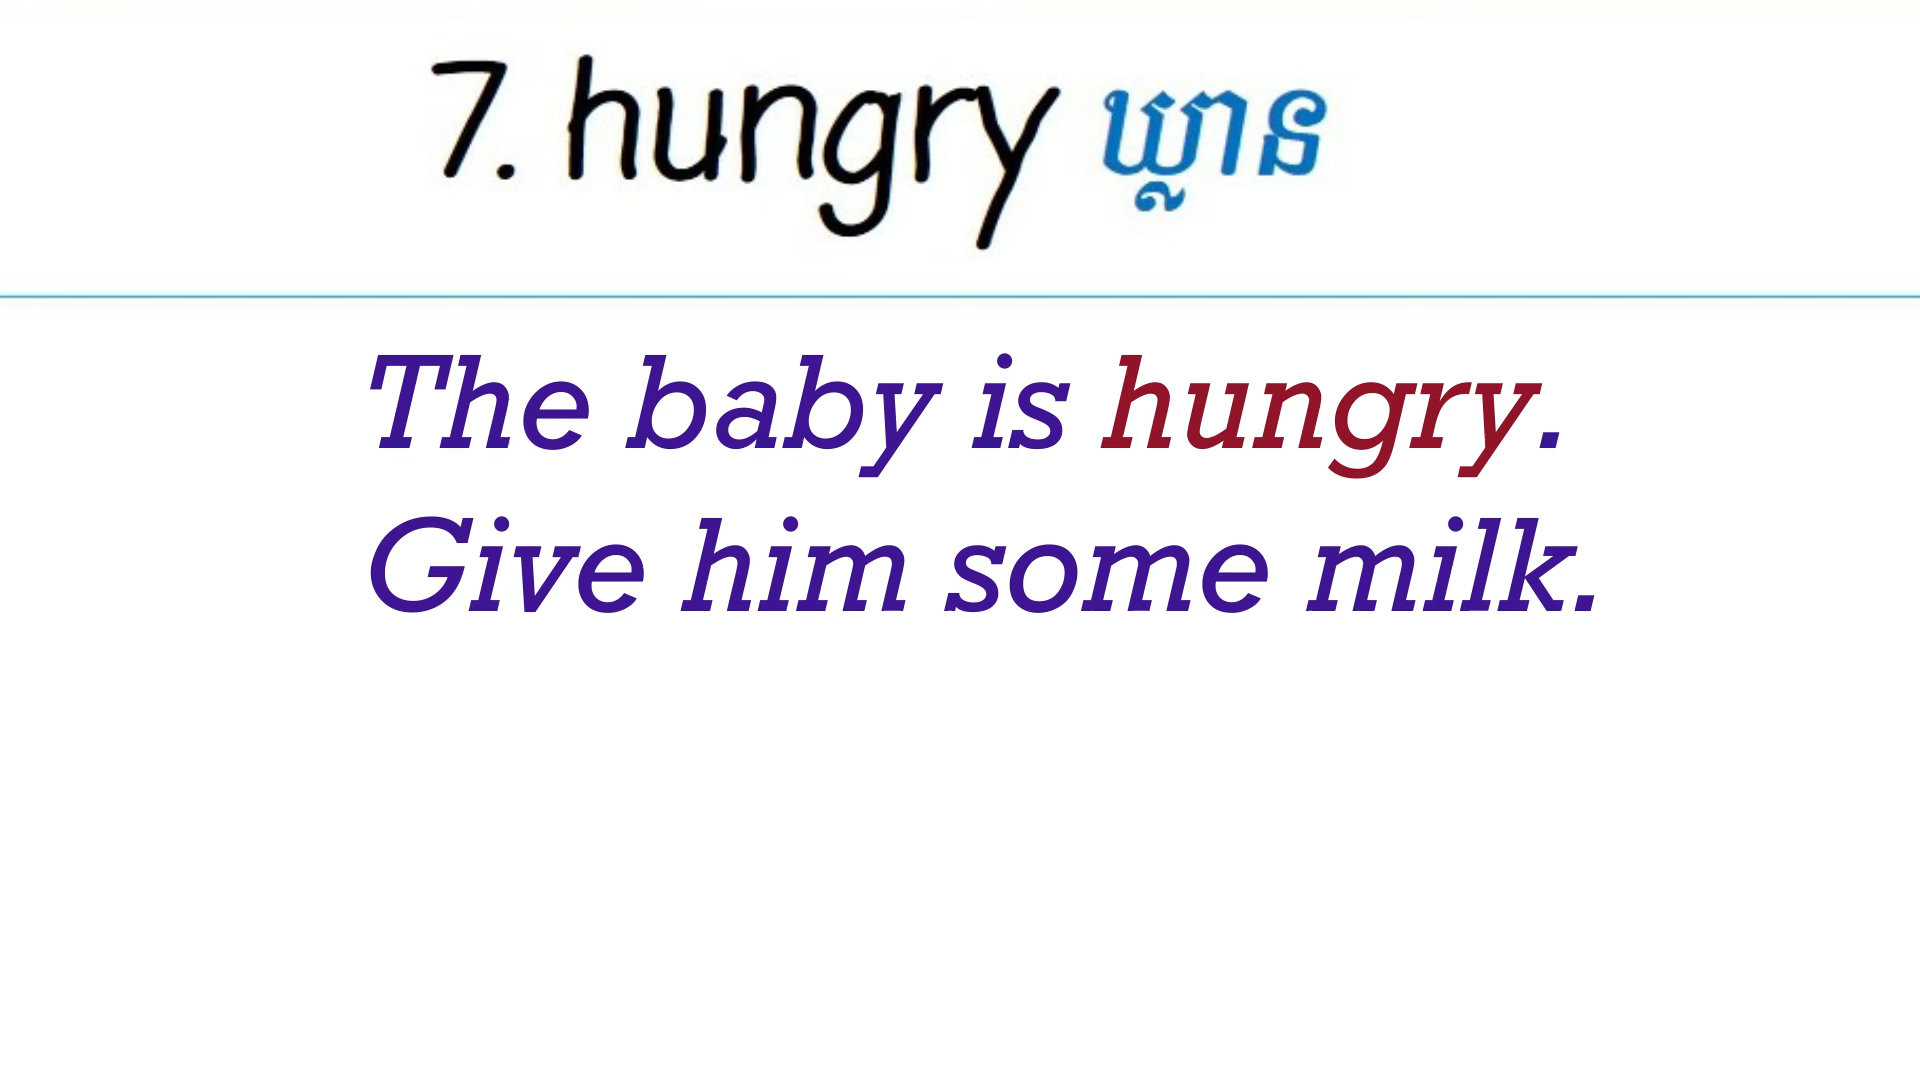 7. hungry ឃ្លាន
The baby is hungry.
Give him some milk.